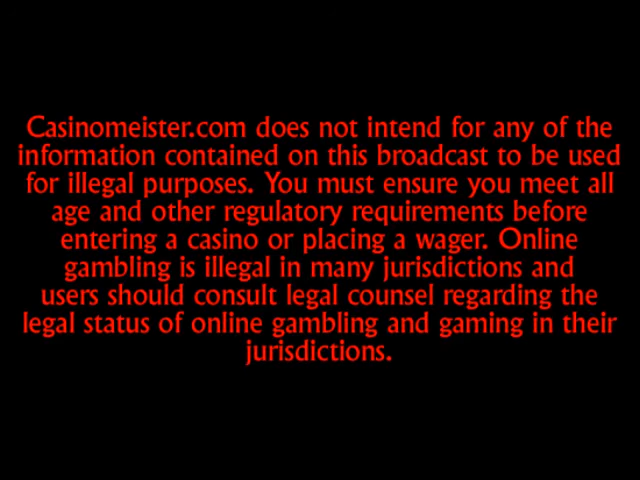 Casinomeister.com does not intend for any of the
information contained on this broadcast to be used
for illegal purposes. You must ensure you meet all
age and other regulatory requirements before
entering a casino or placing a wager. Online
gambling is illegal in many jurisdictions and
users should consult legal counsel regarding the
legal status of online gambling and gaming in their
jurisdictions.